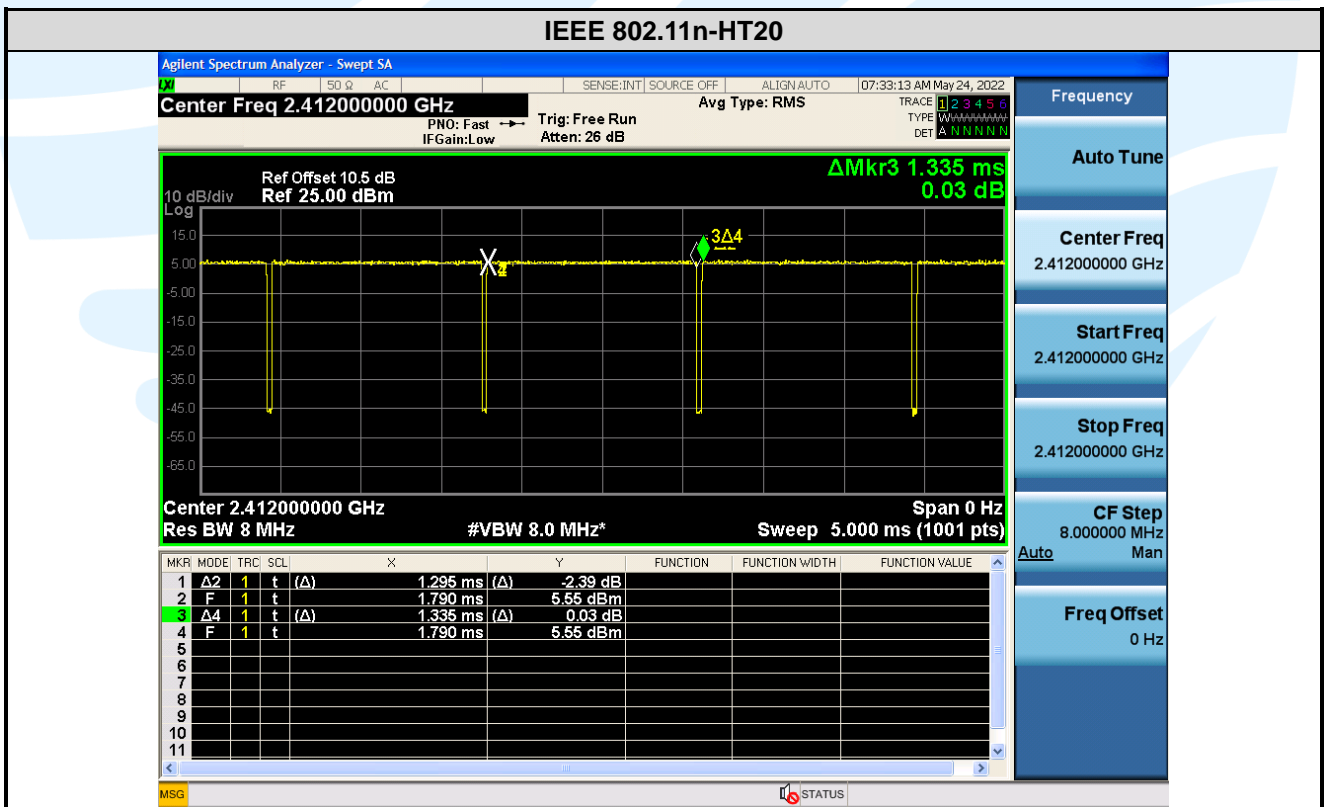 IEEE 802.11n-HT20
Agilent Spectrum Analyzer - Swept SA
LXI RF 50 Ω AC SENSE:INT SOURCE OFF ALIGN AUTO 07:33:13 AM May 24, 2022
Center Freq 2.412000000 GHz
PNO: Fast
IFGain:Low
Trig: Free Run
Atten: 26 dB
Avg Type: RMS
TRACE 1 2 3 4 5 6
TYPE WWWWWW
DET A N N N N N
ΔMkr3 1.335 ms
0.03 dB
Ref Offset 10.5 dB
10 dB/div Ref 25.00 dBm
Log
15.0
5.00
-5.00
-15.0
-25.0
-35.0
-45.0
-55.0
-65.0
3Δ4
Center 2.412000000 GHz Span 0 Hz
Res BW 8 MHz #VBW 8.0 MHz* Sweep 5.000 ms (1001 pts)
MKR MODE TRC SCL X Y FUNCTION FUNCTION WIDTH FUNCTION VALUE
1 Δ2 1 t (Δ) 1.295 ms (Δ) -2.39 dB
2 F 1 t 1.790 ms 5.55 dBm
3 Δ4 1 t (Δ) 1.335 ms (Δ) 0.03 dB
4 F 1 t 1.790 ms 5.55 dBm
5
6
7
8
9
10
11
MSG STATUS
Frequency
Auto Tune
Center Freq
2.412000000 GHz
Start Freq
2.412000000 GHz
Stop Freq
2.412000000 GHz
CF Step
8.000000 MHz
Auto Man
Freq Offset
0 Hz